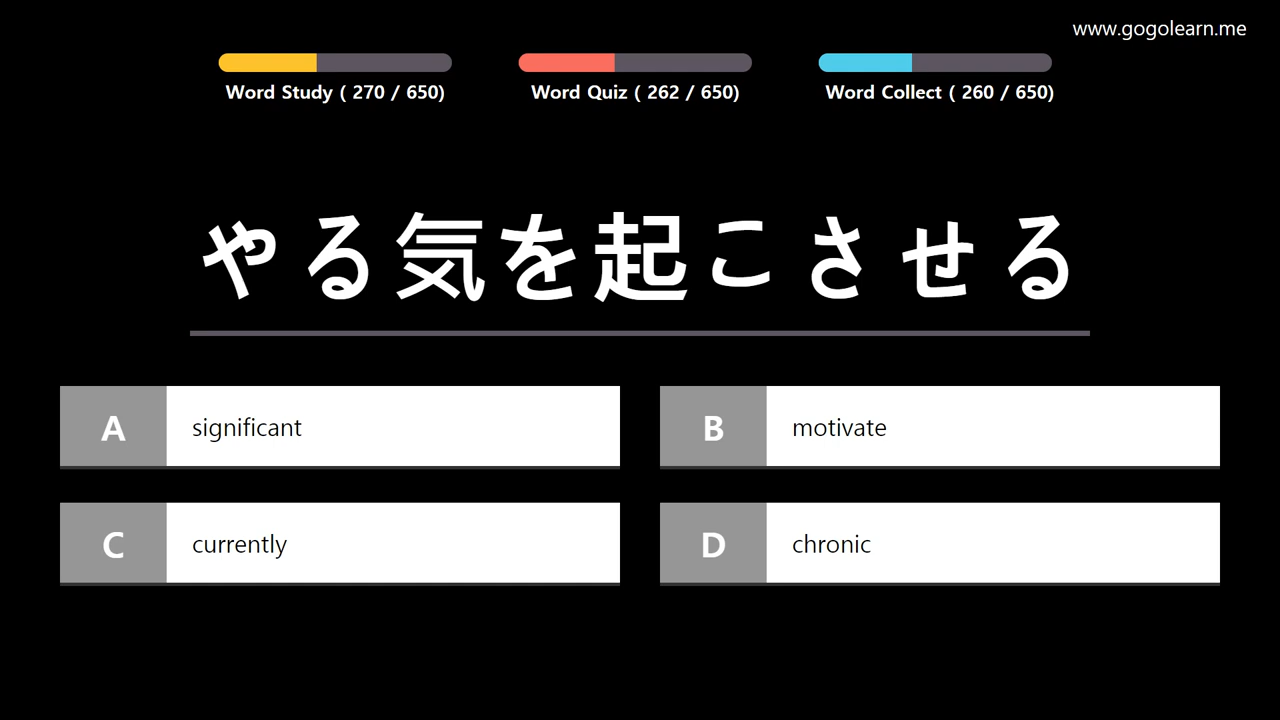 www.gogolearn.me
Word Study ( 270 / 650)
Word Quiz ( 262 / 650)
Word Collect ( 260 / 650)
やる気を起こさせる
A significant
B motivate
C currently
D chronic